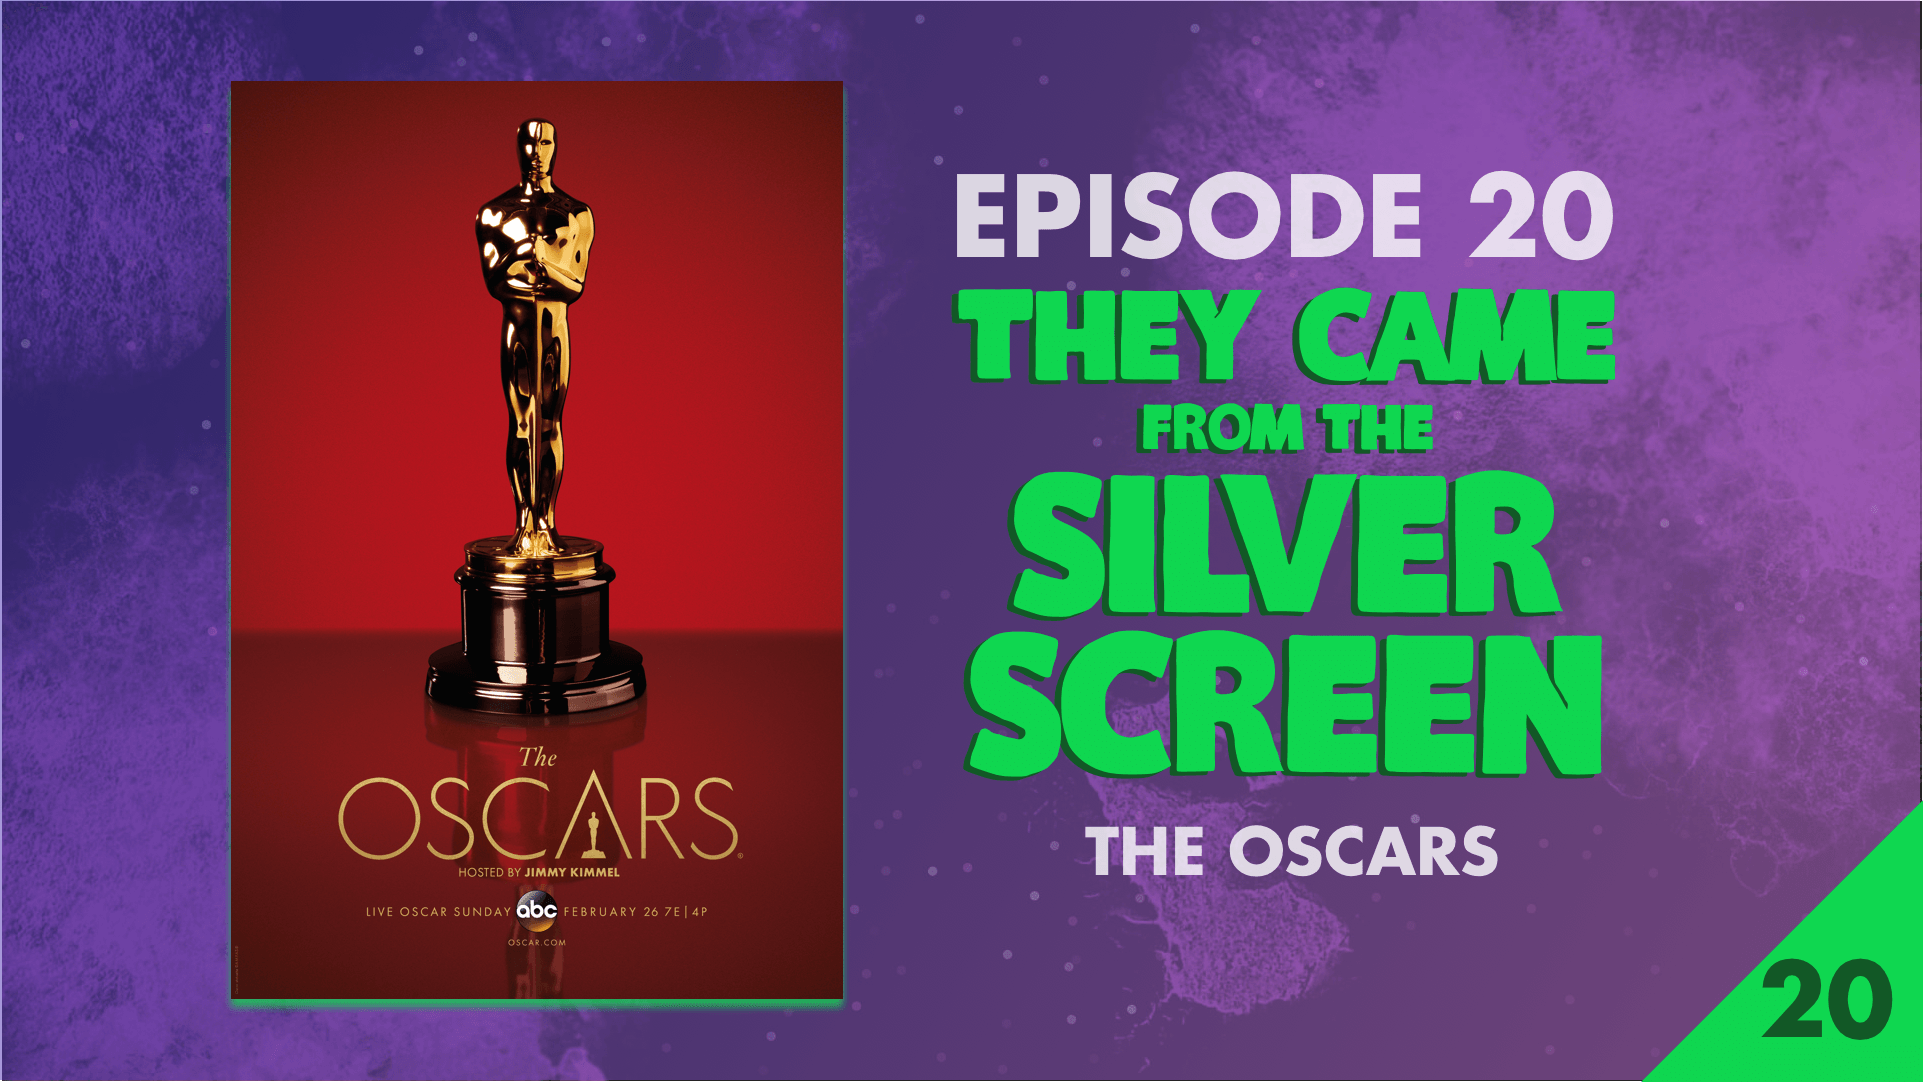 The
OSCARS®
HOSTED BY JIMMY KIMMEL
LIVE OSCAR SUNDAY abc FEBRUARY 26 7E|4P
OSCAR.COM
EPISODE 20
THEY CAME
FROM THE
SILVER
SCREEN
THE OSCARS
20